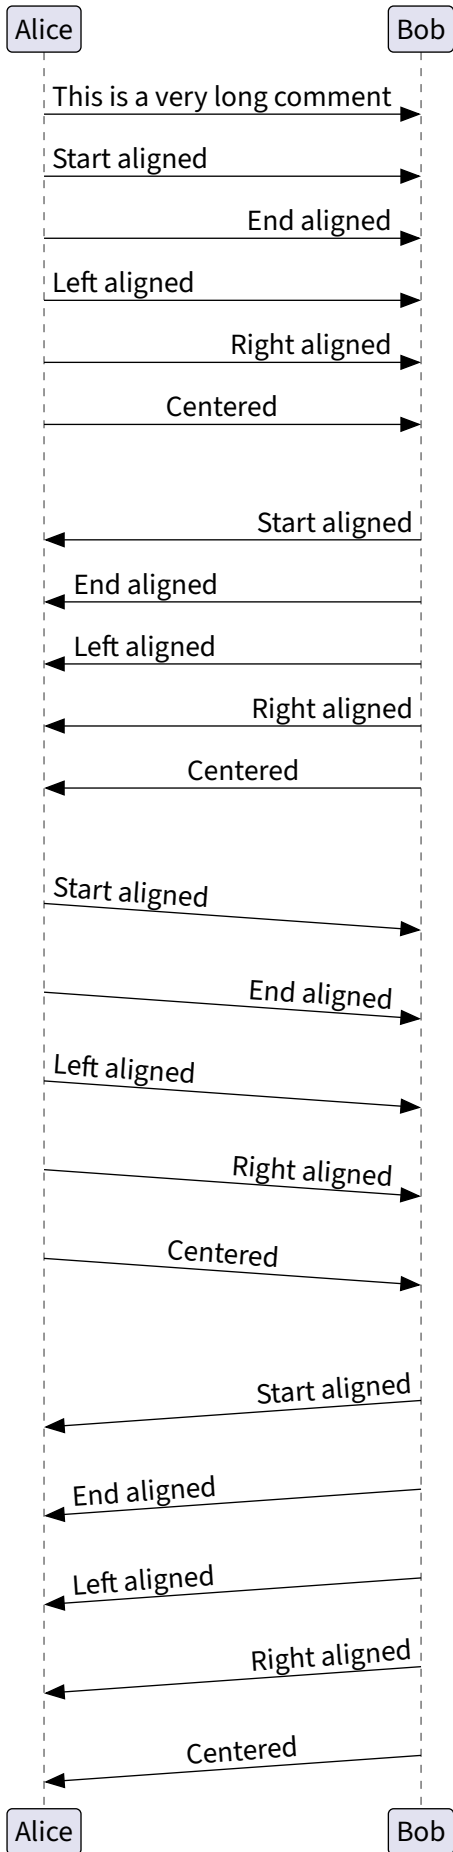 Alice Bob
This is a very long comment
Start aligned
End aligned
Left aligned
Right aligned
Centered
Start aligned
End aligned
Left aligned
Right aligned
Centered
Start aligned
End aligned
Left aligned
Right aligned
Centered
Start aligned
End aligned
Left aligned
Right aligned
Centered
Alice Bob